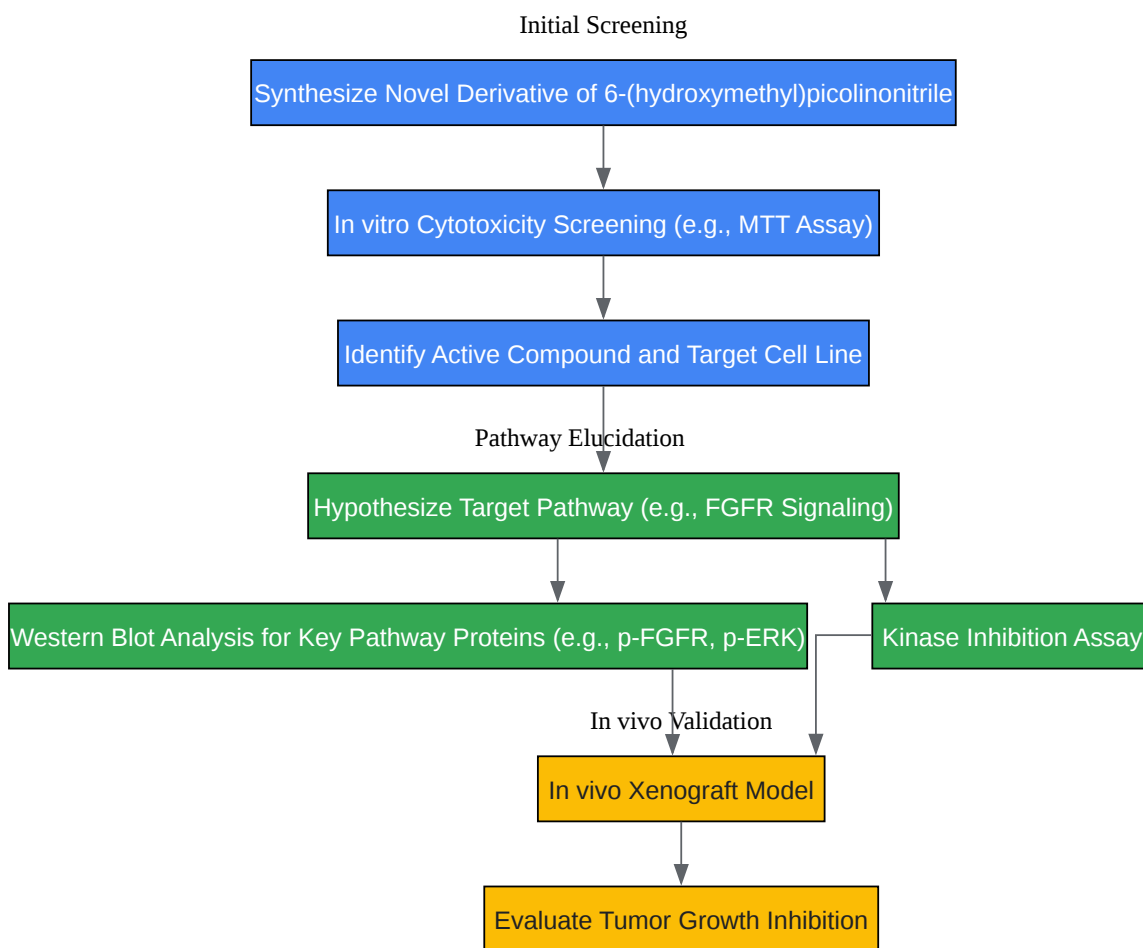 Initial Screening
Synthesize Novel Derivative of 6-(hydroxymethyl)picolinonitrile
In vitro Cytotoxicity Screening (e.g., MTT Assay)
Identify Active Compound and Target Cell Line
Pathway Elucidation
Hypothesize Target Pathway (e.g., FGFR Signaling)
Western Blot Analysis for Key Pathway Proteins (e.g., p-FGFR, p-ERK)
Kinase Inhibition Assay
In vivo Validation
In vivo Xenograft Model
Evaluate Tumor Growth Inhibition